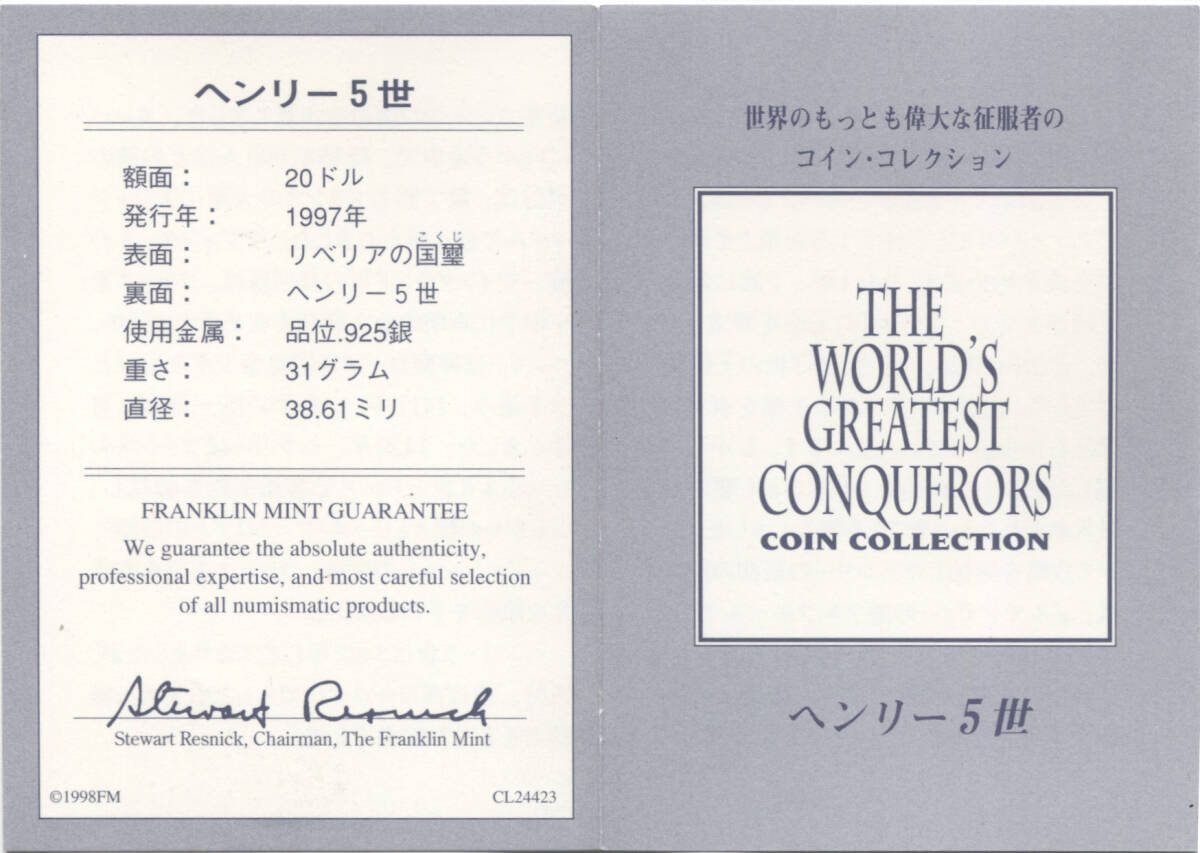 ヘンリー5世
額面： 20ドル
発行年： 1997年
表面： リベリアの国璽
こくじ
裏面： ヘンリー5世
使用金属： 品位.925銀
重さ： 31グラム
直径： 38.61ミリ
FRANKLIN MINT GUARANTEE
We guarantee the absolute authenticity,
professional expertise, and most careful selection
of all numismatic products.
Stewart Resnick
Stewart Resnick, Chairman, The Franklin Mint
©1998FM CL24423
世界のもっとも偉大な征服者の
コイン・コレクション
THE
WORLD'S
GREATEST
CONQUERORS
COIN COLLECTION
ヘンリー5世